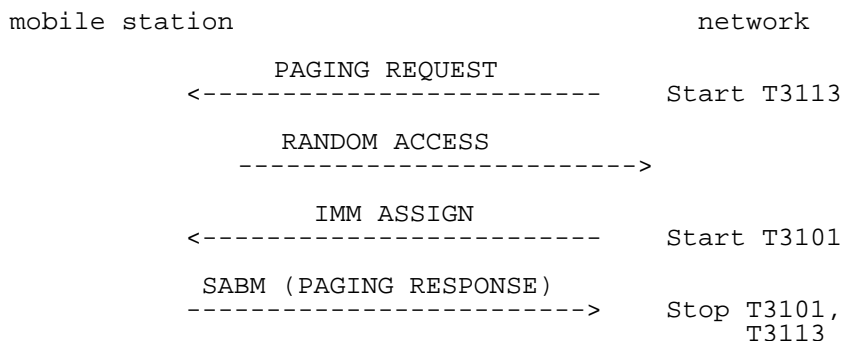 mobile station network
PAGING REQUEST
<-------------------------- Start T3113
RANDOM ACCESS
------------------------->
IMM ASSIGN
<-------------------------- Start T3101
SABM (PAGING RESPONSE)
-------------------------> Stop T3101,
T3113